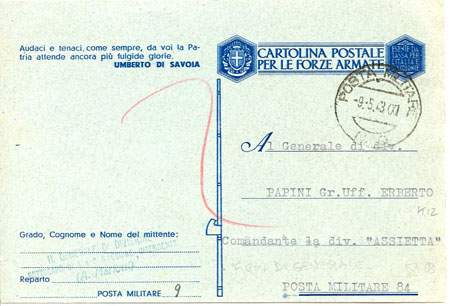 Audaci e tenaci, come sempre, da voi la Pa-
tria attende ancora più fulgide glorie.
UMBERTO DI SAVOIA
CARTOLINA POSTALE
PER LE FORZE ARMATE
POSTA MILITARE
-9.5.43.
Al Generale di div.
PAPINI Gr.Uff. ERBERTO
Comandante la div. "ASSIETTA"
POSTA MILITARE 84
Grado, Cognome e Nome del mittente:
Reparto
POSTA MILITARE 9